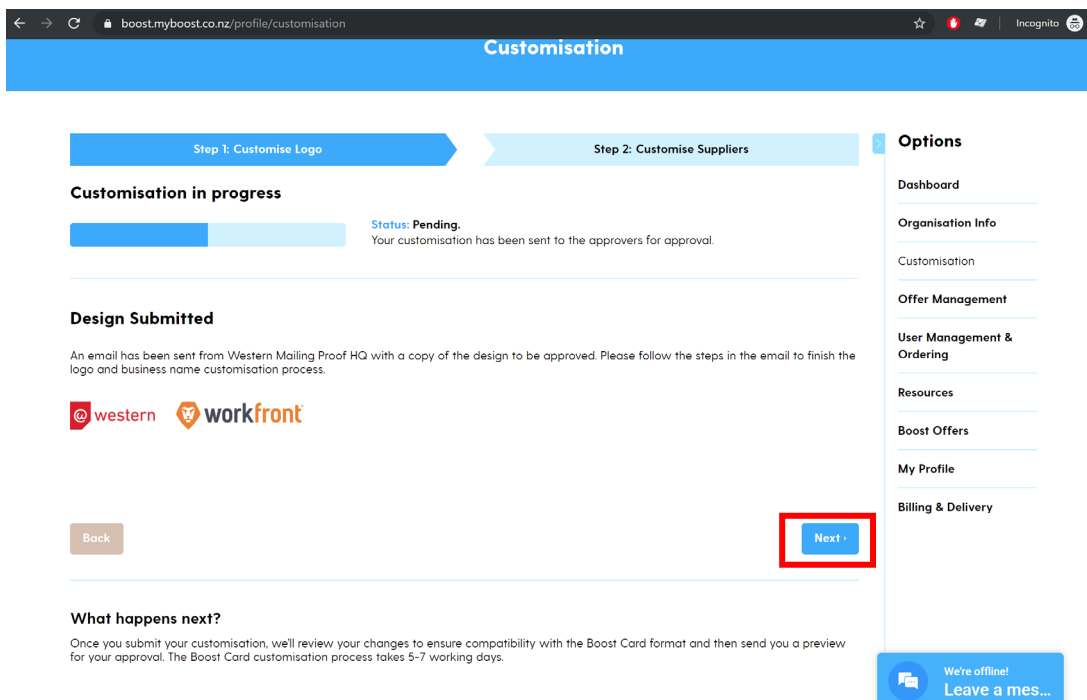 boost.myboost.co.nz/profile/customisation
Incognito
Customisation
Step 1: Customise Logo
Step 2: Customise Suppliers
Customisation in progress
Status: Pending.
Your customisation has been sent to the approvers for approval.
Design Submitted
An email has been sent from Western Mailing Proof HQ with a copy of the design to be approved. Please follow the steps in the email to finish the
logo and business name customisation process.
@ western
workfront
Back
Next ›
What happens next?
Once you submit your customisation, we'll review your changes to ensure compatibility with the Boost Card format and then send you a preview
for your approval. The Boost Card customisation process takes 5-7 working days.
Options
Dashboard
Organisation Info
Customisation
Offer Management
User Management &
Ordering
Resources
Boost Offers
My Profile
Billing & Delivery
We're offline!
Leave a mes...